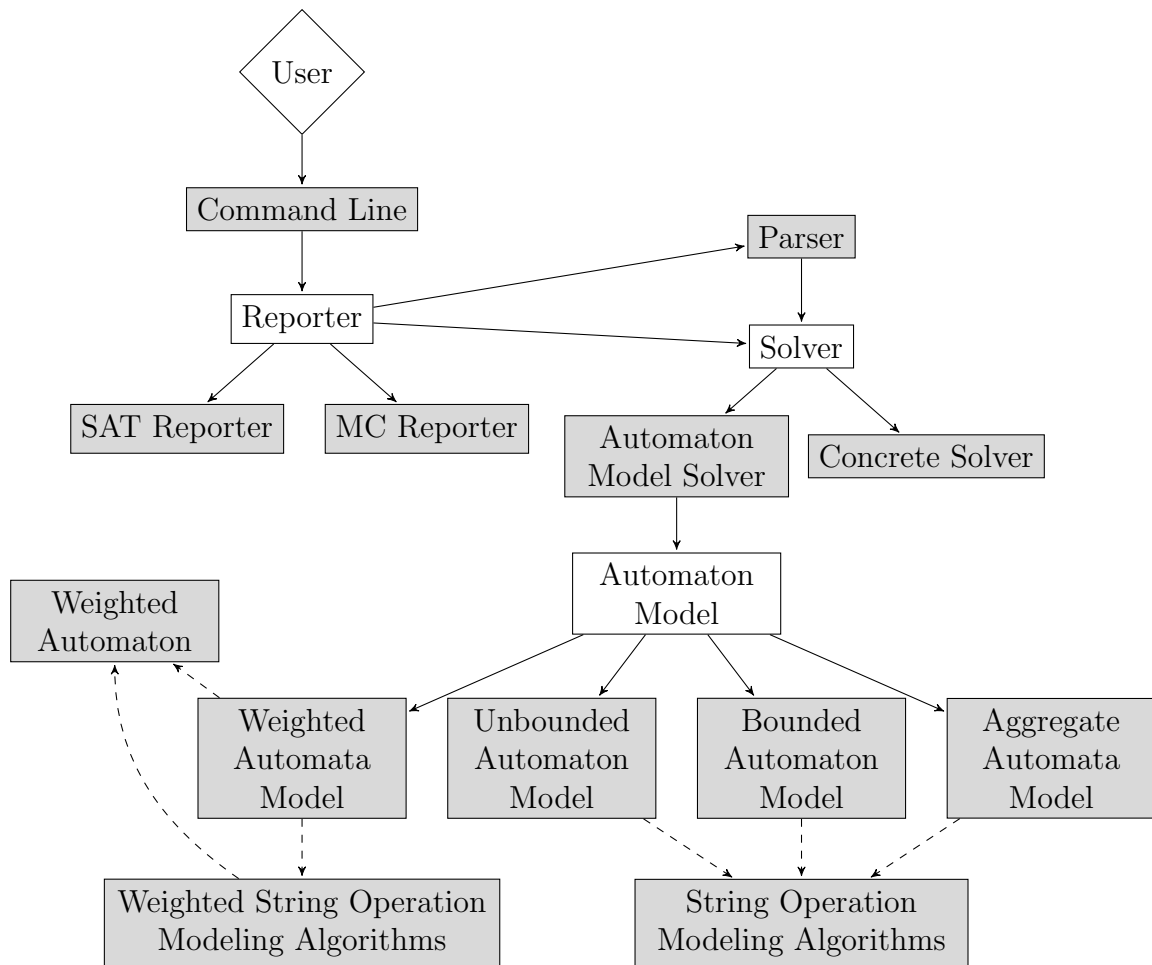 User
Command Line
Parser
Reporter
Solver
SAT Reporter
MC Reporter
Automaton
Model Solver
Concrete Solver
Automaton
Model
Weighted
Automaton
Weighted
Automata
Model
Unbounded
Automaton
Model
Bounded
Automaton
Model
Aggregate
Automata
Model
Weighted String Operation
Modeling Algorithms
String Operation
Modeling Algorithms